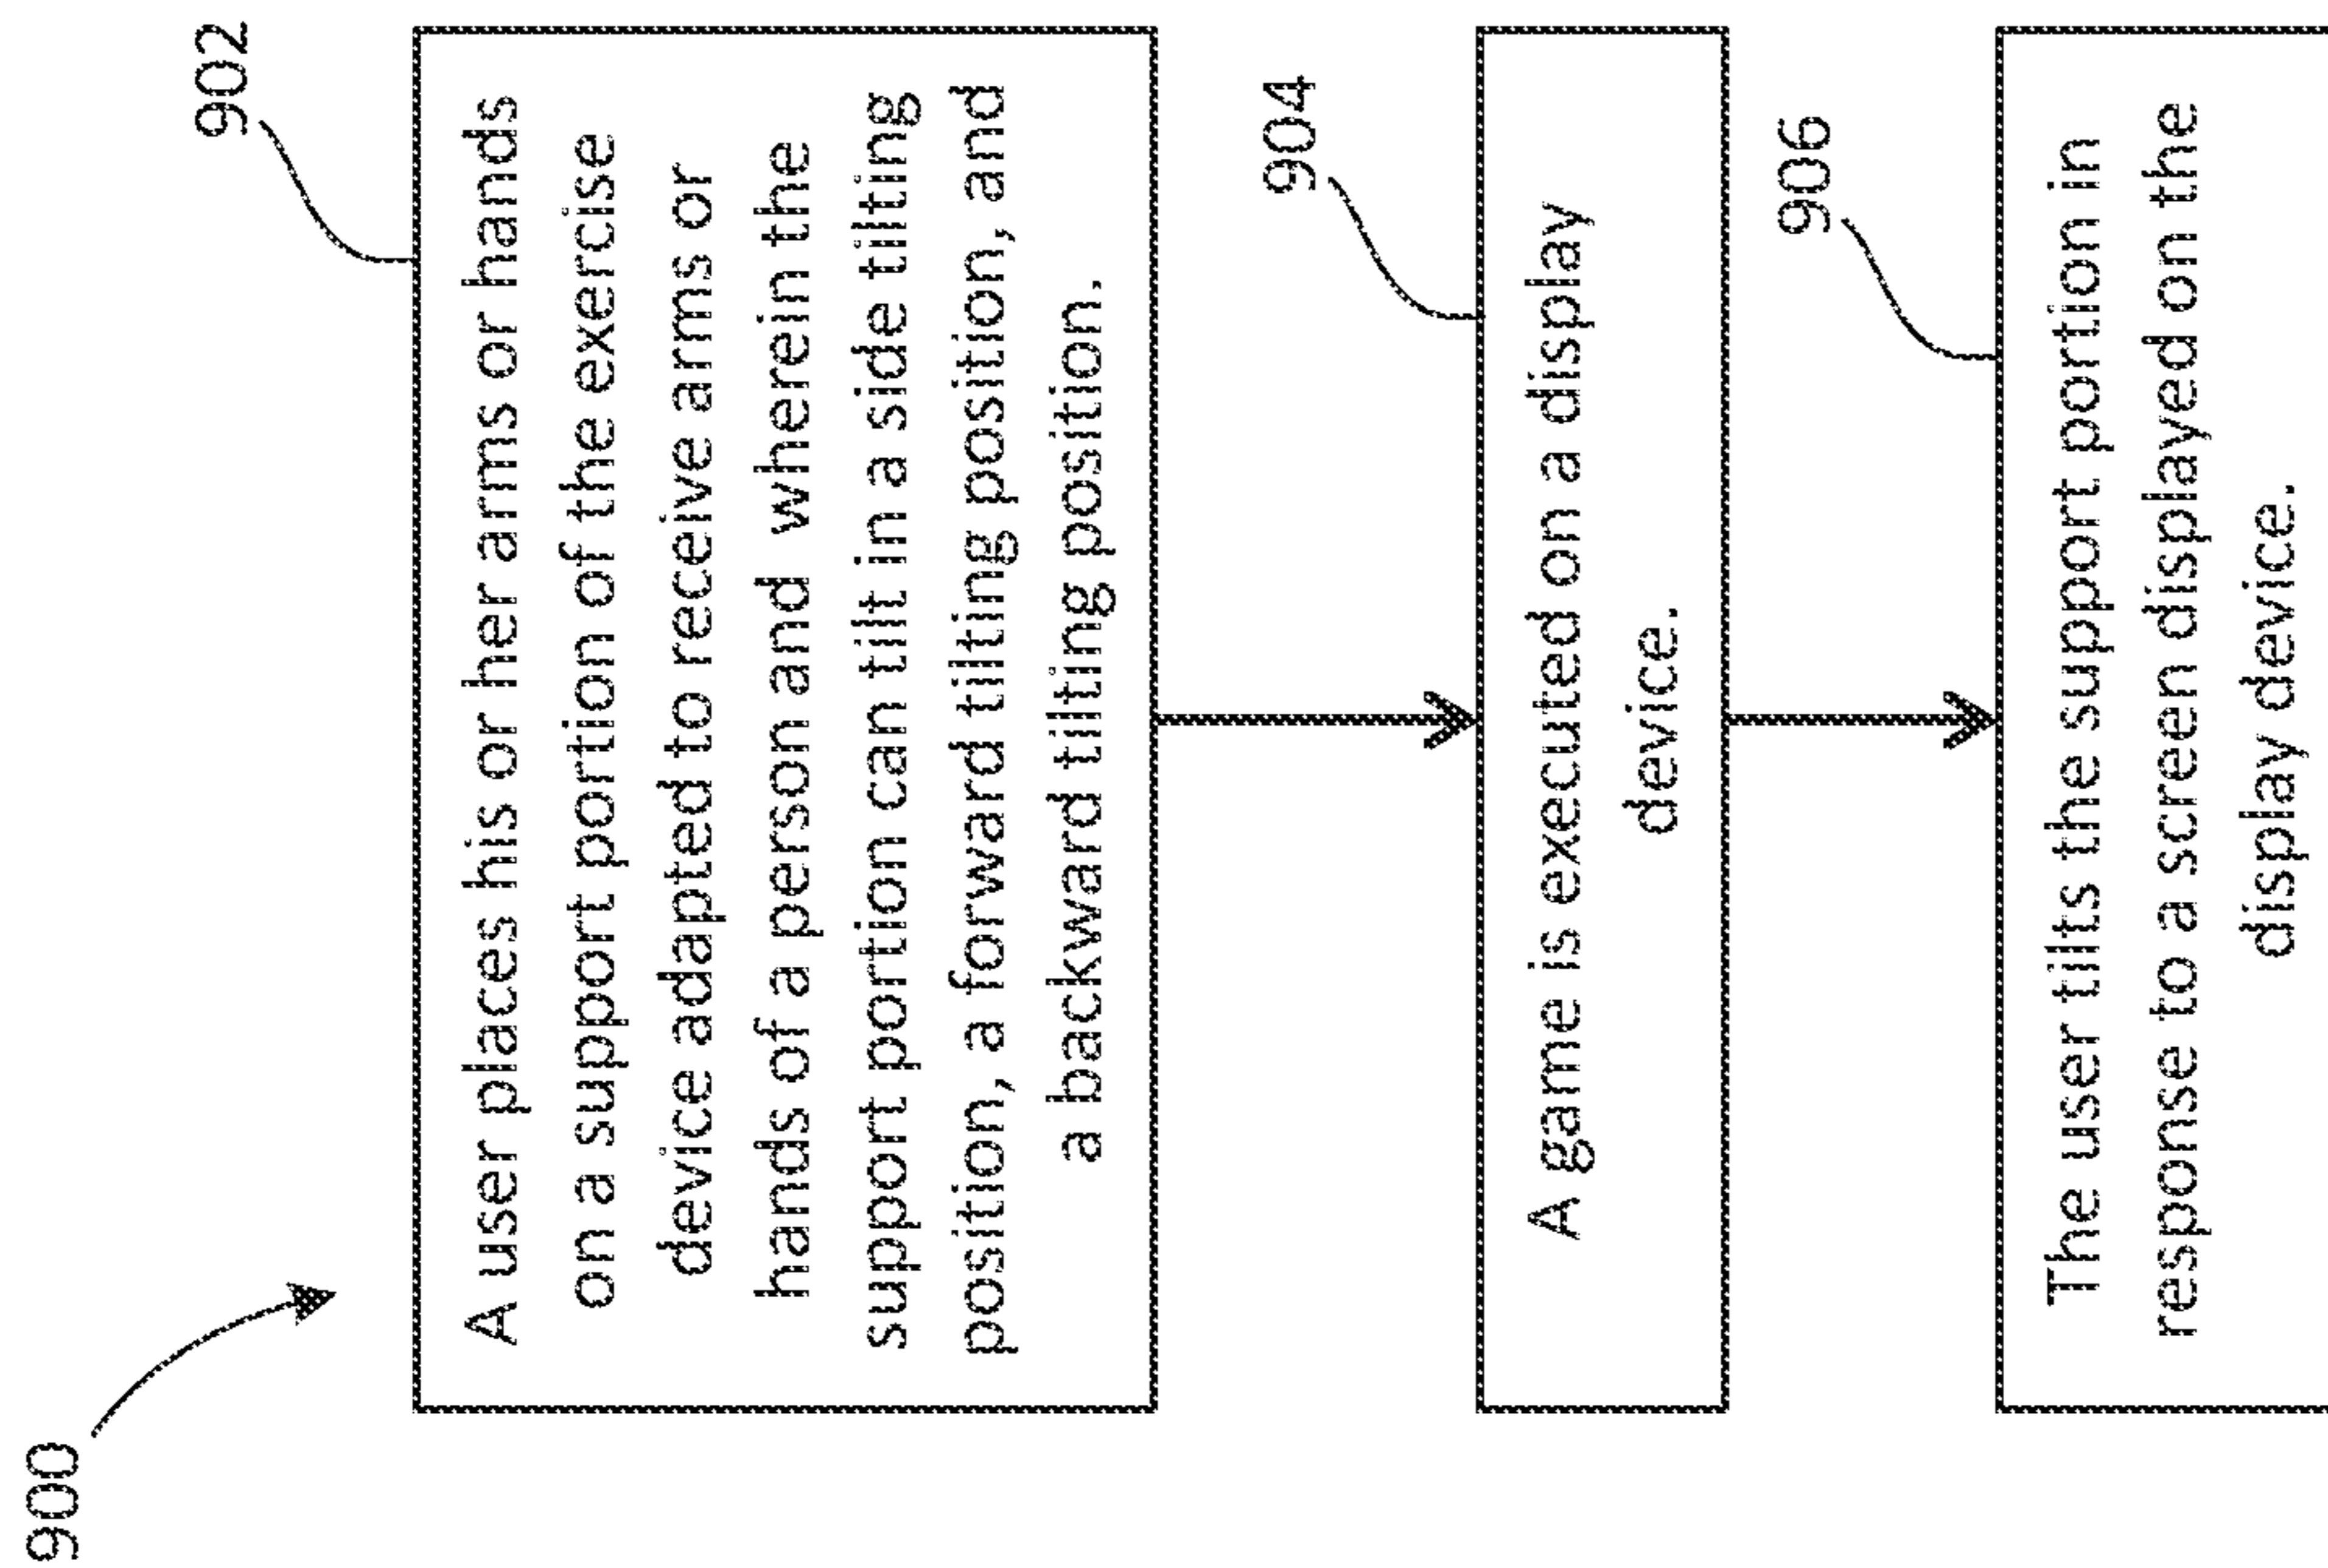 900
902
A user places his or her arms or hands
on a support portion of the exercise
device adapted to receive arms or
hands of a person and wherein the
support portion can tilt in a side tilting
position, a forward tilting position, and
a backward tilting position.
904
A game is executed on a display
device.
906
The user tilts the support portion in
response to a screen displayed on the
display device.